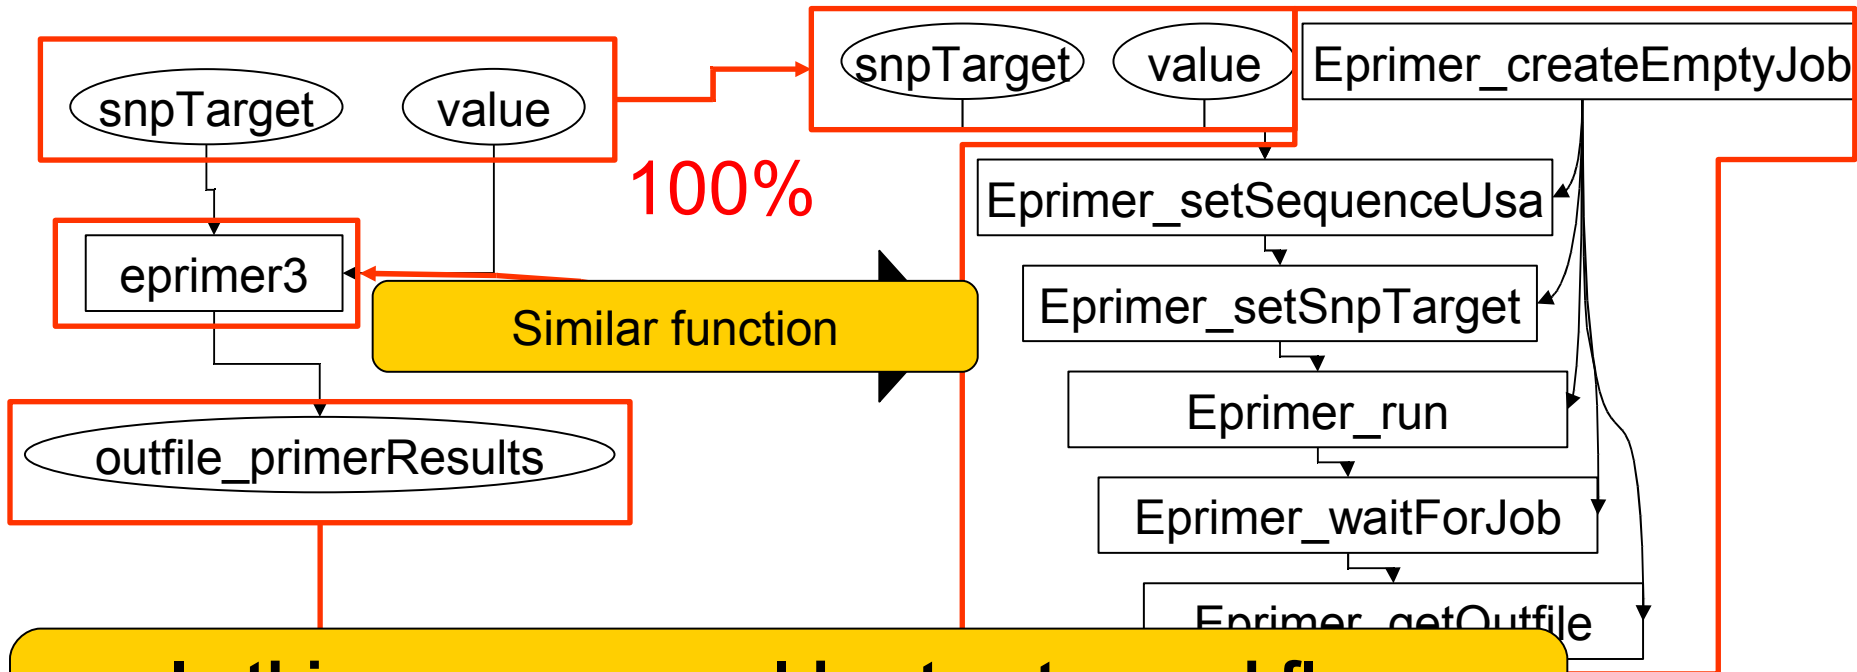 snpTarget
value
snpTarget
value
Eprimer_createEmptyJob
100%
Eprimer_setSequenceUsa
eprimer3
Eprimer_setSnpTarget
Similar function
Eprimer_run
outfile_primerResults
Eprimer_waitForJob
Eprimer_getOutfile